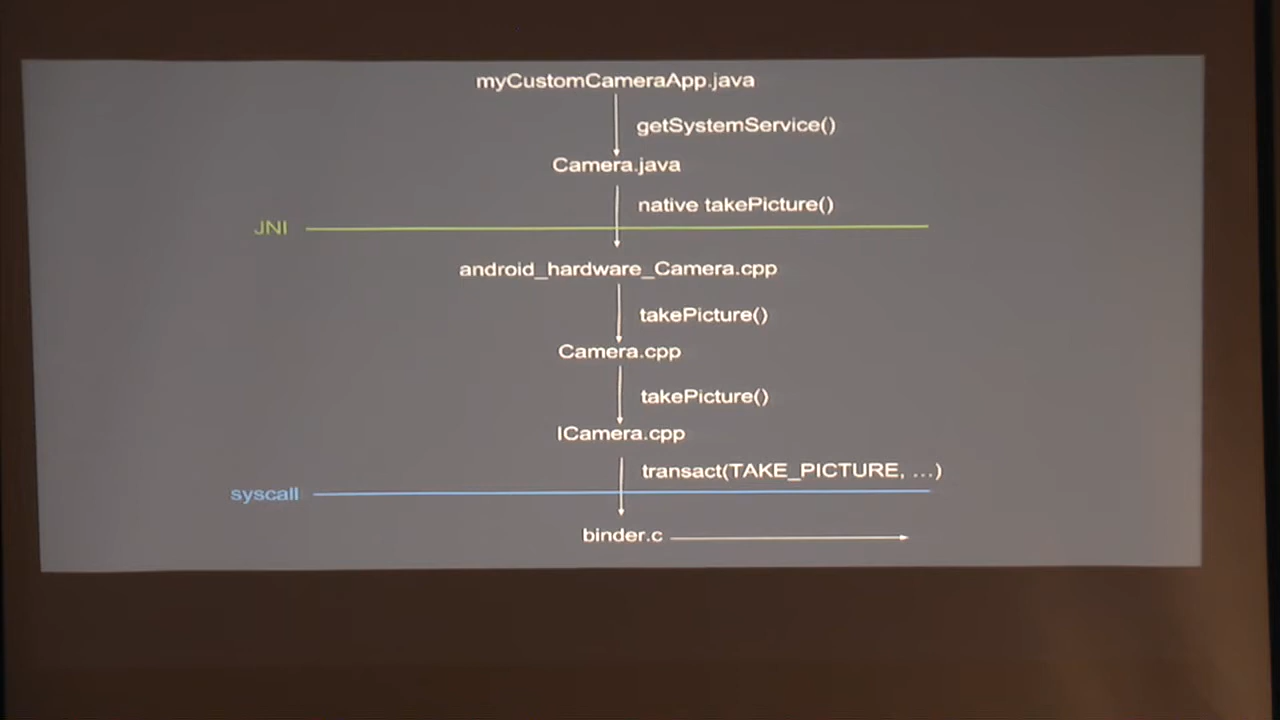 myCustomCameraApp.java
getSystemService()
Camera.java
native takePicture()
JNI
android_hardware_Camera.cpp
takePicture()
Camera.cpp
takePicture()
ICamera.cpp
transact(TAKE_PICTURE, ...)
syscall
binder.c